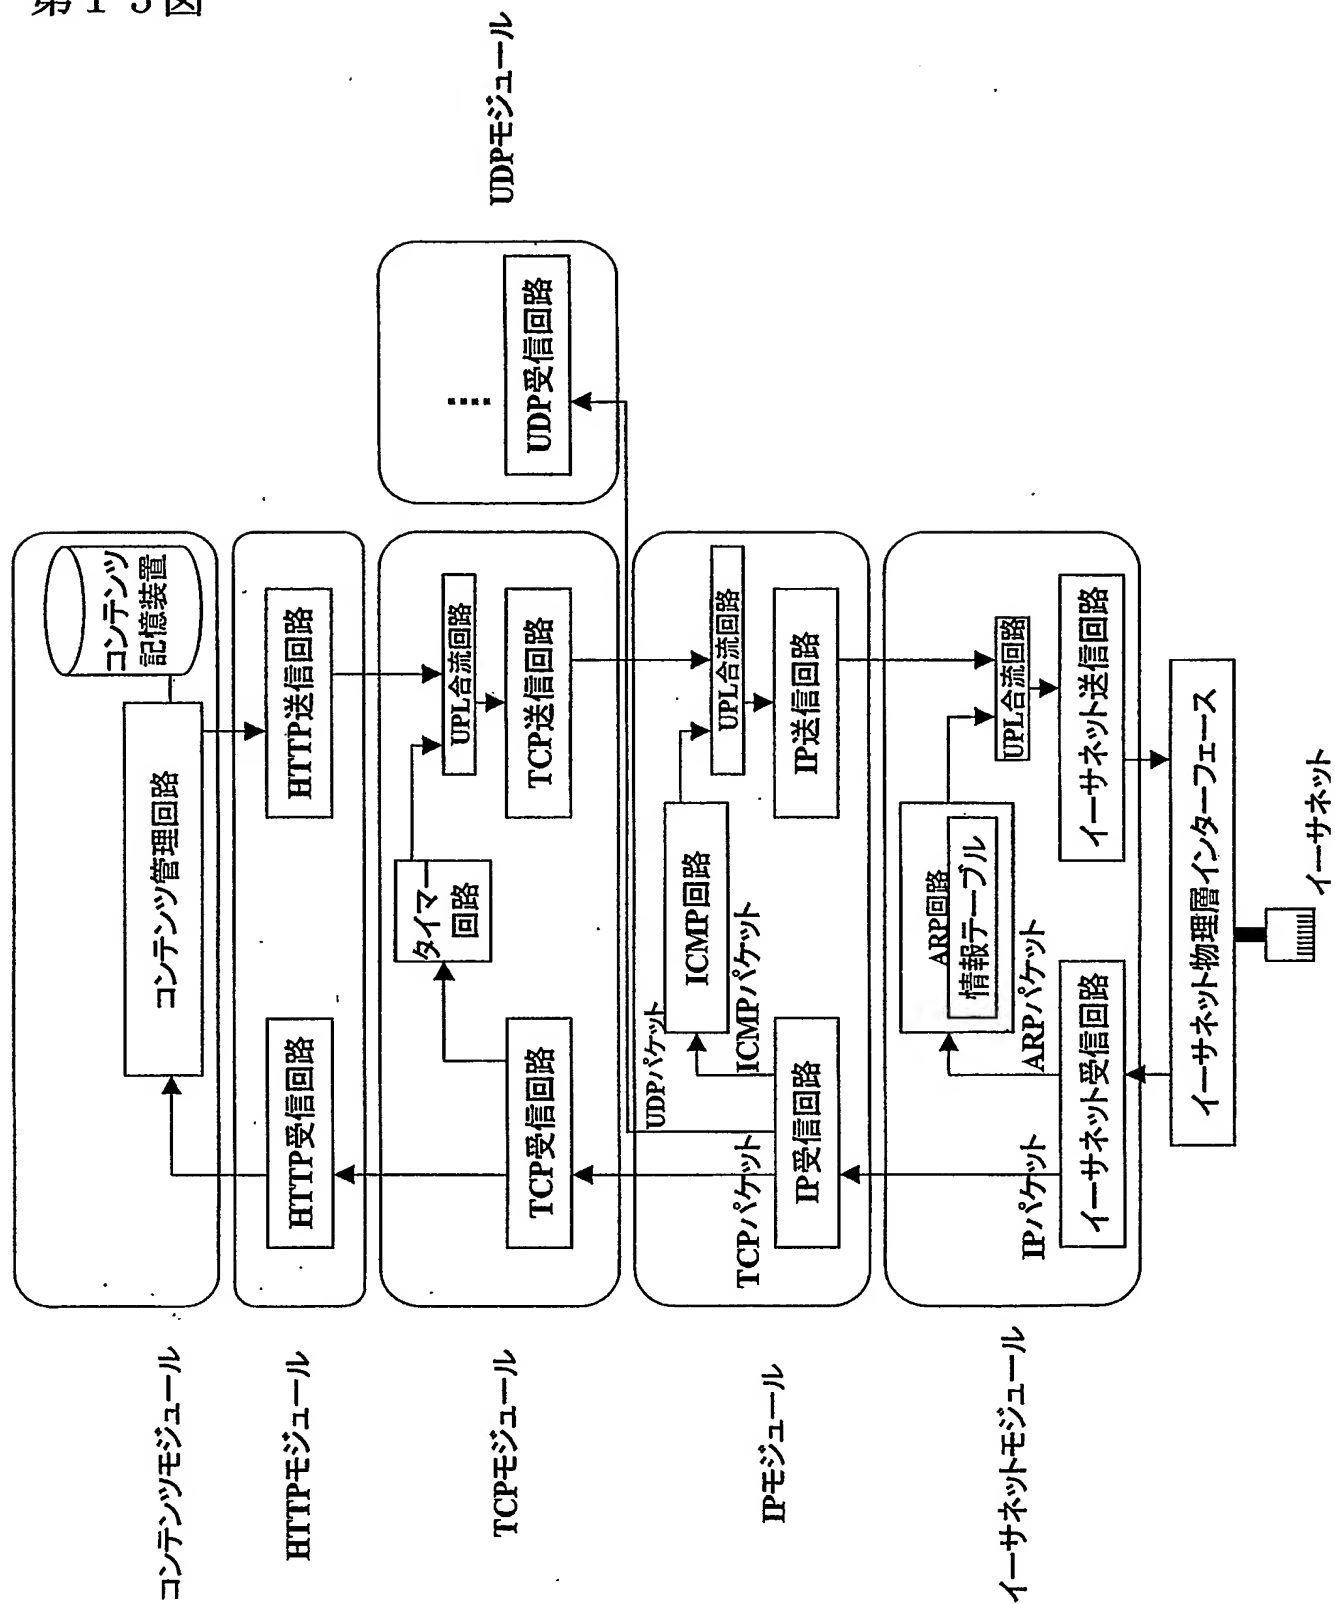 UDPモジュール
UDP受信回路
コンテンツモジュール
コンテンツ管理回路
コンテンツ
記憶装置
HTTPモジュール
HTTP受信回路
HTTP送信回路
TCPモジュール
TCP受信回路
タイマー
回路
UPL合流回路
TCP送信回路
IPモジュール
UDPパケット
TCPパケット
ICMPパケット
IP受信回路
ICMP回路
UPL合流回路
IP送信回路
イーサネットモジュール
IPパケット
ARPパケット
イーサネット受信回路
ARP回路
情報テーブル
UPL合流回路
イーサネット送信回路
イーサネット物理層インターフェース
イーサネット